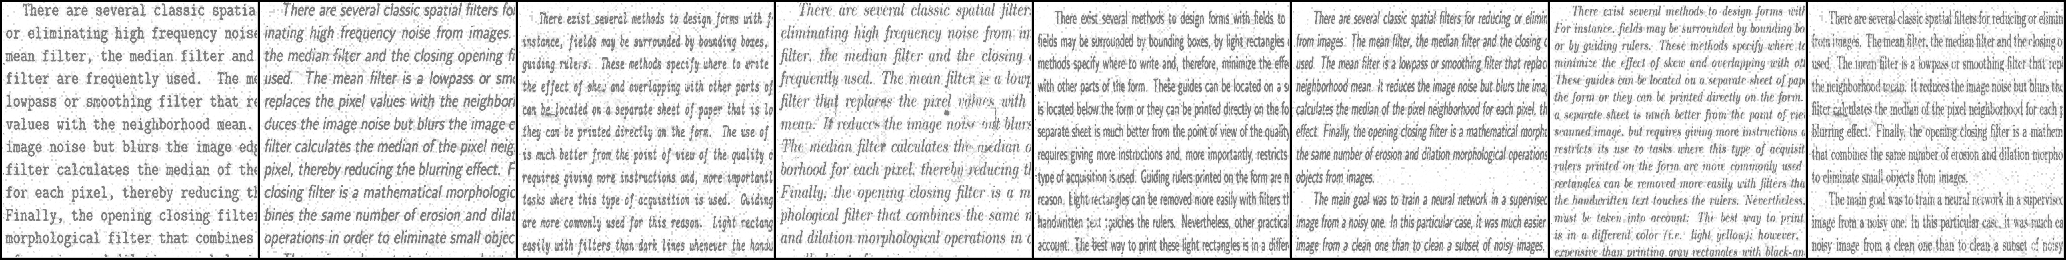 There are several classic spatia
or eliminating high frequency noise
mean filter, the median filter and
filter are frequently used. The me
lowpass or smoothing filter that re
values with the neighborhood mean.
image noise but blurs the image edg
filter calculates the median of the
for each pixel, thereby reducing th
Finally, the opening closing filter
morphological filter that combines
There are several classic spatial filters fo
inating high frequency noise from images.
the median filter and the closing opening fi
used. The mean filter is a lowpass or smo
replaces the pixel values with the neighbor
duces the image noise but blurs the image e
filter calculates the median of the pixel neig
pixel, thereby reducing the blurring effect. F
closing filter is a mathematical morphologic
bines the same number of erosion and dilat
operations in order to eliminate small objec
There exist several methods to design forms with f
instance, fields may be surrounded by bounding boxes,
guiding rulers. These methods specify where to write
the effect of skew and overlapping with other parts of
can be located on a separate sheet of paper that is lo
they can be printed directly on the form. The use of
is much better from the point of view of the quality o
requires giving more instructions and, more importantl
tasks where this type of acquisition is used. Guiding
are more commonly used for this reason. Light rectang
easily with filters than dark lines whenever the handw
There are several classic spatial filter
eliminating high frequency noise from im
filter, the median filter and the closing
frequently used. The mean filter is a lowp
filter that replaces the pixel values with
mean. It reduces the image noise but blurs
The median filter calculates the median o
borhood for each pixel, thereby reducing th
Finally, the opening closing filter is a m
phological filter that combines the same n
and dilation morphological operations in o
There exist several methods to design forms with fields to
fields may be surrounded by bounding boxes, by light rectangles
methods specify where to write and, therefore, minimize the effe
with other parts of the form. These guides can be located on a s
is located below the form or they can be printed directly on the fo
separate sheet is much better from the point of view of the quality
requires giving more instructions and, more importantly, restricts
type of acquisition is used. Guiding rulers printed on the form are n
reason. Light rectangles can be removed more easily with filters th
handwritten text touches the rulers. Nevertheless, other practical
account: The best way to print these light rectangles is in a differen
There are several classic spatial filters for reducing or elimin
from images. The mean filter, the median filter and the closing o
used. The mean filter is a lowpass or smoothing filter that replac
neighborhood mean. It reduces the image noise but blurs the imag
calculates the median of the pixel neighborhood for each pixel, th
effect. Finally, the opening closing filter is a mathematical morpho
the same number of erosion and dilation morphological operations
objects from images.
The main goal was to train a neural network in a supervised
image from a noisy one. In this particular case, it was much easier
image from a clean one than to clean a subset of noisy images.
There exist several methods to design forms with
For instance, fields may be surrounded by bounding bo
or by guiding rulers. These methods specify where to
minimize the effect of skew and overlapping with oth
These guides can be located on a separate sheet of pap
the form or they can be printed directly on the form.
a separate sheet is much better from the point of view
scanned image, but requires giving more instructions a
restricts its use to tasks where this type of acquisit
rulers printed on the form are more commonly used
rectangles can be removed more easily with filters tha
the handwritten text touches the rulers. Nevertheless,
must be taken into account: The best way to print
is in a different color (i.e. light yellow); however,
expensive than printing gray rectangles with black-an
There are several classic spatial filters for reducing or elimin
from images. The mean filter, the median filter and the closing o
used. The mean filter is a lowpass or smoothing filter that repl
the neighborhood mean. It reduces the image noise but blurs the
filter calculates the median of the pixel neighborhood for each p
blurring effect. Finally, the opening closing filter is a mathem
that combines the same number of erosion and dilation morpho
to eliminate small objects from images.
The main goal was to train a neural network in a supervised
image from a noisy one. In this particular case, it was much ea
noisy image from a clean one than to clean a subset of noisy